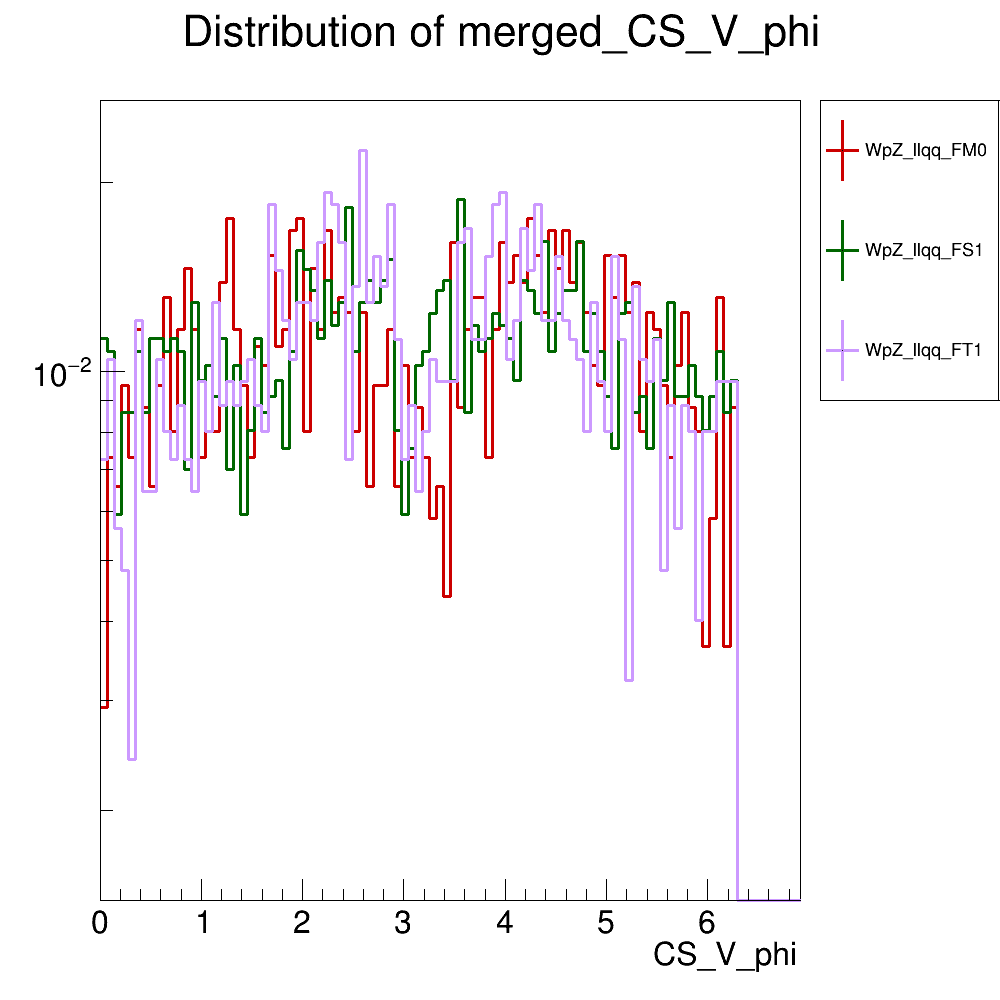 Distribution of merged_CS_V_phi
WpZ_llqq_FM0
WpZ_llqq_FS1
WpZ_llqq_FT1
10⁻²
0 1 2 3 4 5 6
CS_V_phi